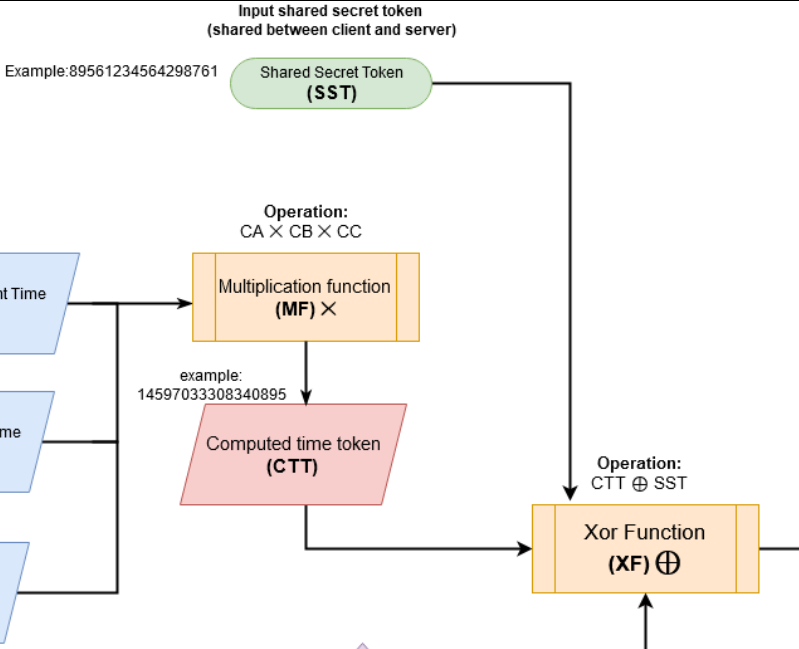 Input shared secret token
(shared between client and server)
Example:89561234564298761
Shared Secret Token
(SST)
Operation:
CA × CB × CC
nt Time
Multiplication function
(MF) ×
example:
14597033308340895
me
Computed time token
(CTT)
Operation:
CTT ⊕ SST
Xor Function
(XF) ⊕